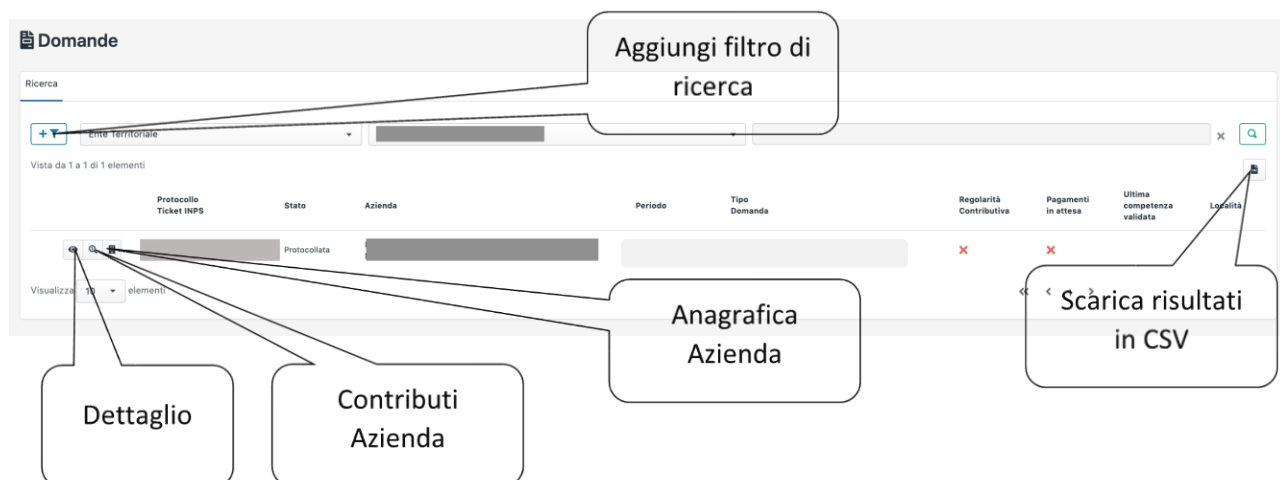 Domande
Aggiungi filtro di
ricerca
Ricerca
Ente Territoriale
Vista da 1 a 1 di 1 elementi
Protocollo
Ticket INPS
Stato
Azienda
Periodo
Tipo
Domanda
Regolarità
Contributiva
Pagamenti
in attesa
Ultima
competenza
validata
Località
Protocollata
Visualizza 10 elementi
« < 1 >
Anagrafica
Azienda
Scarica risultati
in CSV
Dettaglio
Contributi
Azienda